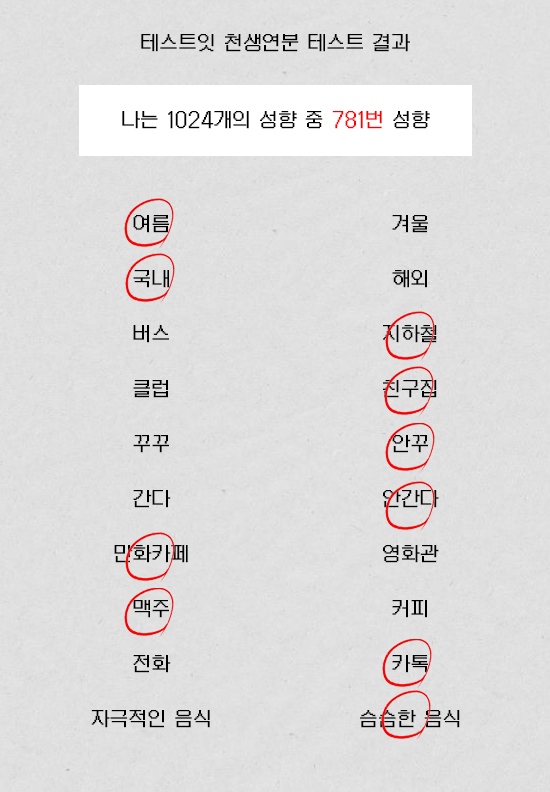 테스트잇 천생연분 테스트 결과
나는 1024개의 성향 중 781번 성향
여름 겨울
국내 해외
버스 지하철
클럽 친구집
꾸꾸 안꾸
간다 안간다
만화카페 영화관
맥주 커피
전화 카톡
자극적인 음식 슴슴한 음식